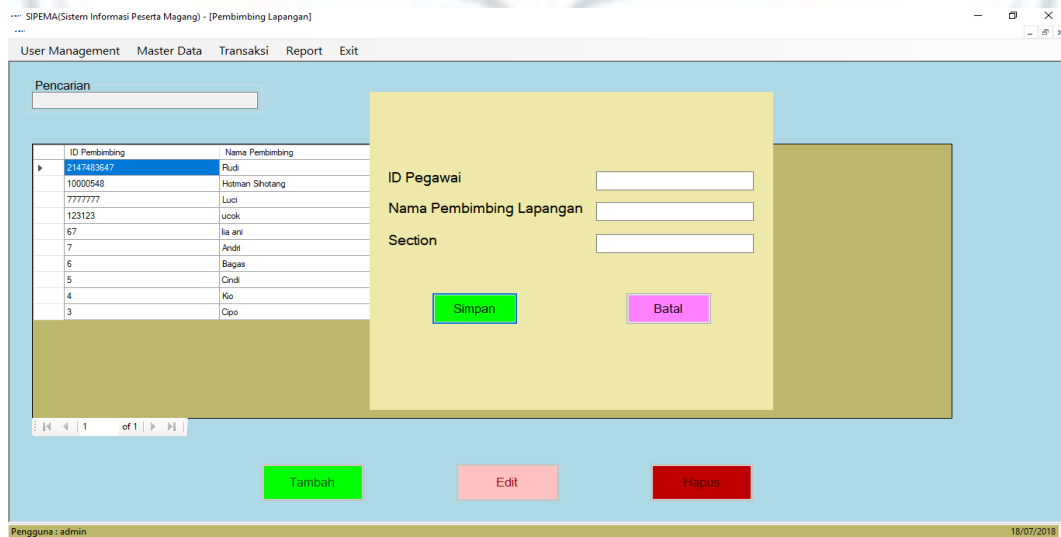 SIPEMA(Sistem Informasi Peserta Magang) - [Pembimbing Lapangan]
User Management Master Data Transaksi Report Exit
Pencarian
ID Pembimbing Nama Pembimbing
2147483647 Rudi
10000548 Hotman Sihotang
7777777 Luci
123123 ucok
67 lia ani
7 Andri
6 Bagas
5 Cindi
4 Kio
3 Cipo
ID Pegawai
Nama Pembimbing Lapangan
Section
Simpan Batal
1 of 1
Tambah Edit Hapus
Pengguna : admin 18/07/2018